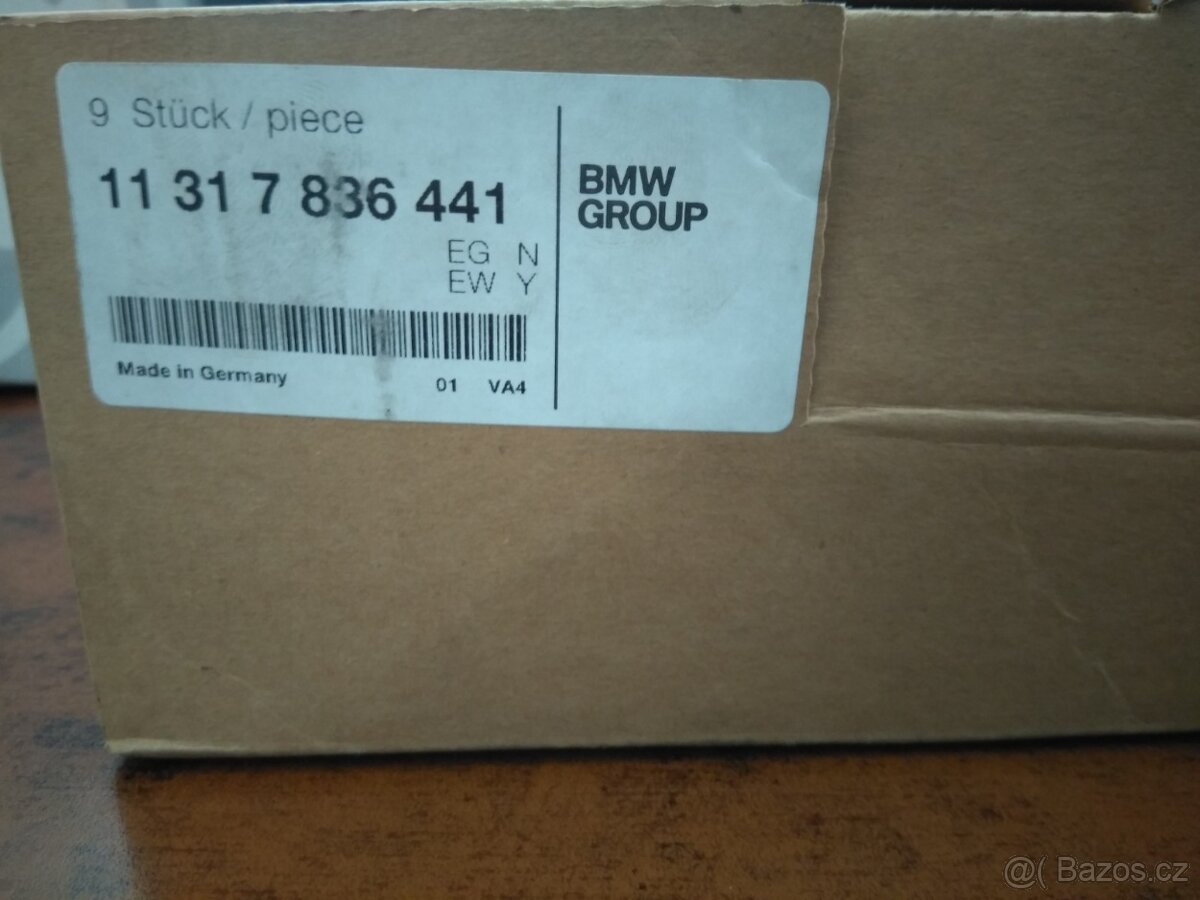 9 Stück / piece
11 31 7 836 441
EG N
EW Y
Made in Germany 01 VA4
BMW
GROUP
@( Bazos.cz